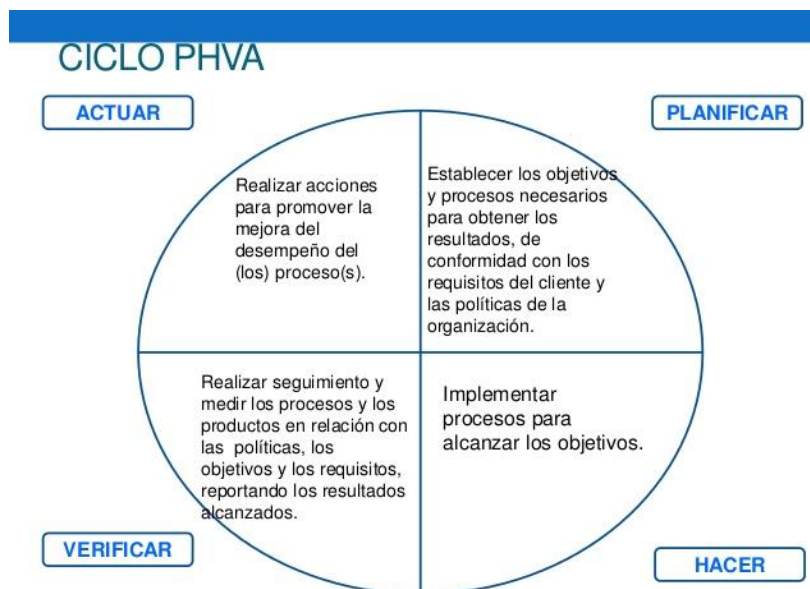 CICLO PHVA
ACTUAR
PLANIFICAR
Realizar acciones
para promover la
mejora del
desempeño del
(los) proceso(s).
Establecer los objetivos
y procesos necesarios
para obtener los
resultados, de
conformidad con los
requisitos del cliente y
las políticas de la
organización.
Realizar seguimiento y
medir los procesos y los
productos en relación con
las políticas, los
objetivos y los requisitos,
reportando los resultados
alcanzados.
Implementar
procesos para
alcanzar los objetivos.
VERIFICAR
HACER